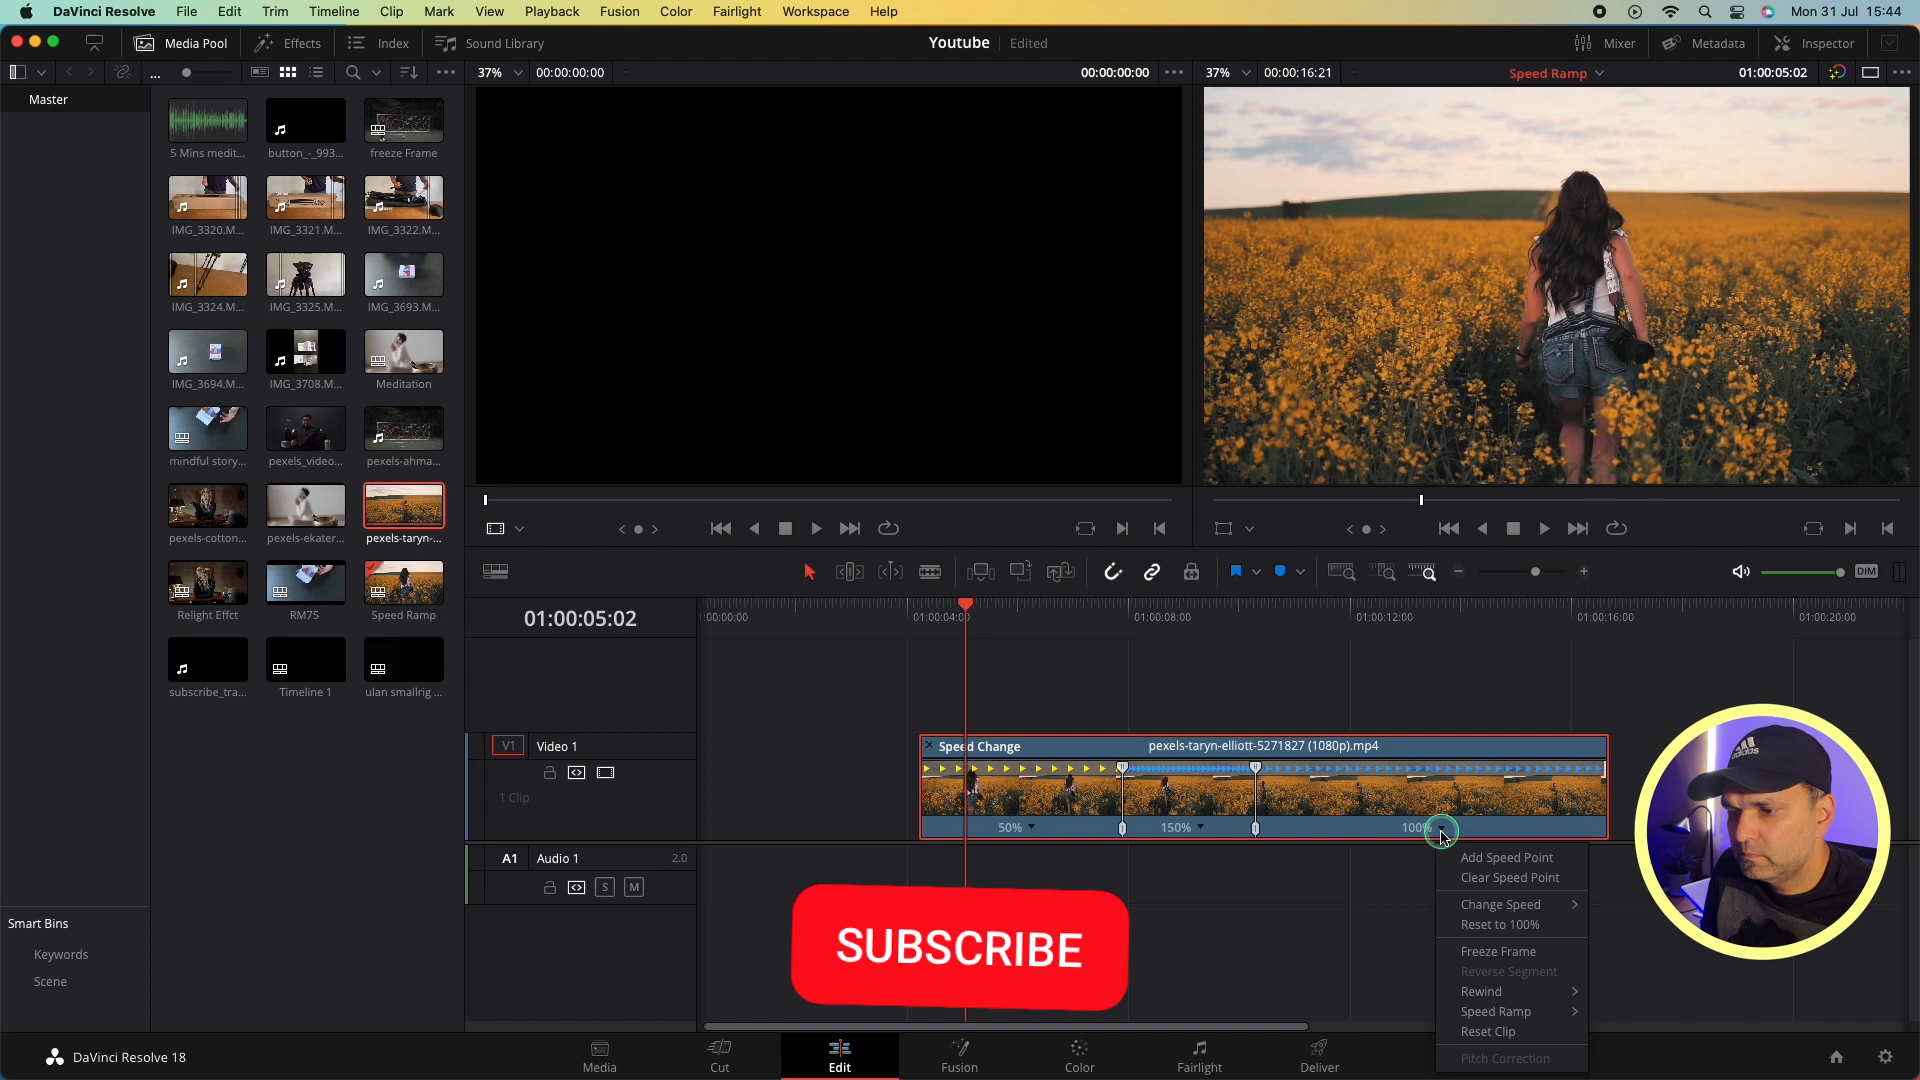 DaVinci Resolve File Edit Trim Timeline Clip Mark View Playback Fusion Color Fairlight Workspace Help Mon 31 Jul 15:44
Media Pool Effects Index Sound Library Youtube Edited Mixer Metadata Inspector
... 37% 00:00:00:00 00:00:00:00 37% 00:00:16:21 Speed Ramp 01:00:05:02
Master
5 Mins medit... button_-_993... freeze Frame
IMG_3320.M... IMG_3321.M... IMG_3322.M...
IMG_3324.M... IMG_3325.M... IMG_3693.M...
IMG_3694.M... IMG_3708.M... Meditation
mindful story... pexels_video... pexels-ahma...
pexels-cotton... pexels-ekater... pexels-taryn-...
Relight Effct RM75 Speed Ramp
subscribe_tra... Timeline 1 ulan smallrig ...
DIM
01:00:05:02 1:00:00:00 01:00:04:00 01:00:08:00 01:00:12:00 01:00:16:00 01:00:20:00
V1 Video 1
1 Clip
Speed Change pexels-taryn-elliott-5271827 (1080p).mp4
50% 150% 100%
A1 Audio 1 2.0
S M
Add Speed Point
Clear Speed Point
Change Speed
Reset to 100%
Freeze Frame
Reverse Segment
Rewind
Speed Ramp
Reset Clip
Pitch Correction
SUBSCRIBE
adidas
Smart Bins
Keywords
Scene
DaVinci Resolve 18
Media Cut Edit Fusion Color Fairlight Deliver